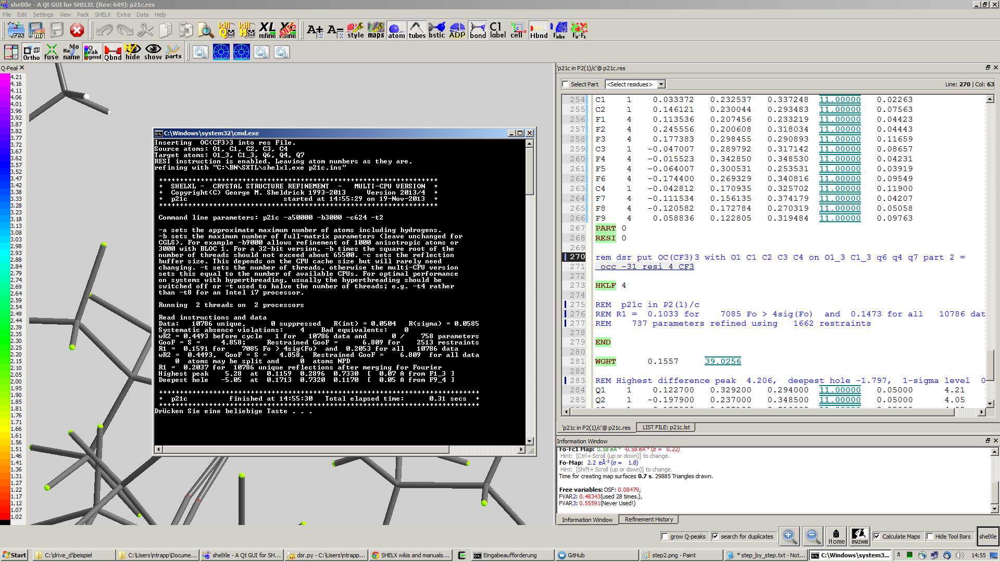 shelXle - A Qt GUI for SHELXL (Rev: 649): p21c.res
File Edit Settings View Pack SHELX Extra Data Help
.res img kill Q kill H XL refine refine A+ A- style maps atom tubes bstic ADP bond C1 label cell Hbnd Fobs Fo-Fc
Ortho fuse ReMo name Q peak legend Qbnd hide show parts
Q-Peak
4.21
4.16
4.11
4.06
4.01
3.96
3.92
3.87
3.82
3.77
3.72
3.67
3.62
3.57
3.52
3.47
3.42
3.38
3.33
3.28
3.23
3.18
3.13
3.08
3.03
2.98
2.93
2.88
2.83
2.79
2.74
2.69
2.64
2.59
2.54
2.49
2.44
2.39
2.34
2.30
2.25
2.20
2.15
2.10
2.05
2.00
1.95
1.90
1.85
1.81
1.76
1.71
1.66
1.61
1.56
1.51
1.46
1.41
1.36
1.31
1.27
1.22
1.17
1.12
1.07
1.02
C:\Windows\system32\cmd.exe
Inserting  OC(CF3)3 into res File.
Source atoms: O1, C1, C2, C3, C4
Target atoms: O1_3, C1_3, Q6, Q4, Q7
RESI instruction is enabled. Leaving atom numbers as they are.
refining with "C:\BN\SXTL\shelxl.exe p21c.ins"
+++++++++++++++++++++++++++++++++++++++++++++++++++++++++++++++++++
+  SHELXL -  CRYSTAL STRUCTURE REFINEMENT  -   MULTI-CPU VERSION  +
+  Copyright(C) George M. Sheldrick 1993-2013     Version 2013/4  +
+  p21c                       started at 14:55:29 on 19-Nov-2013  +
+++++++++++++++++++++++++++++++++++++++++++++++++++++++++++++++++++
Command line parameters: p21c -a50000 -b3000 -c624 -t2
-a sets the approximate maximum number of atoms including hydrogens.
-b sets the maximum number of full-matrix parameters (leave unchanged for
CGLS). For example -b9000 allows refinement of 1000 anisotropic atoms or
3000 with BLOC 1. For a 32-bit version, -b times the square root of the
number of threads should not exceed about 65500. -c sets the reflection
buffer size. This depends on the CPU cache size but will rarely need
changing. -t sets the number of threads, otherwise the multi-CPU version
sets this equal to the number of available CPUs. For optimal performance
on systems with hyperthreading, usually the hyperthreading should be
switched off or -t used to halve the number of threads; e.g. -t4 rather
than -t8 for an Intel i7 processor.
Running  2 threads on  2 processors
Read instructions and data
Data:   10786 unique,      0 suppressed   R(int) = 0.0504   R(sigma) = 0.0585
Systematic absence violations:    4    Bad equivalents:    0
wR2 = 0.4493 before cycle   1 for   10786 data and      0 /    758 parameters
GooF = S =     4.858;     Restrained GooF =      6.809 for    2513 restraints
R1 = 0.1591 for   7085 Fo > 4sig(Fo)  and  0.2053 for all   10786 data
wR2 = 0.4493,  GooF = S =   4.858,  Restrained GooF =    6.809  for all data
0  atoms may be split and     0  atoms NPD
R1 = 0.2037 for  10786 unique reflections after merging for Fourier
Highest peak    5.28  at  0.1159  0.2896  0.7330  [  0.07 A from F1_3 ]
Deepest hole   -5.05  at  0.1713  0.7320  0.1170  [  0.05 A from F9_4 ]
+++++++++++++++++++++++++++++++++++++++++++++++++++++++++++++++++++++++++++++
+  p21c          finished at 14:55:30   Total elapsed time:      0.31 secs  +
+++++++++++++++++++++++++++++++++++++++++++++++++++++++++++++++++++++++++++++
Drücken Sie eine beliebige Taste . . .
'p21c in P2(1)/c'@ p21c.res
Select Part <Select residues> Line: 270 | Col: 63
254 C1 1 0.033372 0.232537 0.337248 11.00000 0.02263
255 C2 1 0.146121 0.230044 0.293483 11.00000 0.07563
256 F1 4 0.113536 0.207456 0.233219 11.00000 0.04423
257 F2 4 0.245556 0.200608 0.318034 11.00000 0.04443
258 F3 4 0.177383 0.298455 0.290893 11.00000 0.11659
259 C3 1 -0.047007 0.289792 0.317142 11.00000 0.08657
260 F4 4 -0.015523 0.342850 0.348530 11.00000 0.04231
261 F5 4 -0.064007 0.300531 0.253531 11.00000 0.03919
262 F6 4 -0.174400 0.269329 0.340816 11.00000 0.09549
263 C4 1 -0.042812 0.170935 0.325702 11.00000 0.11900
264 F7 4 -0.111534 0.156135 0.374179 11.00000 0.04207
265 F8 4 -0.120582 0.172784 0.270319 11.00000 0.05058
266 F9 4 0.058836 0.122805 0.319484 11.00000 0.09763
267 PART 0
268 RESI 0
269
270 rem dsr put OC(CF3)3 with O1 C1 C2 C3 C4 on O1_3 C1_3 q6 q4 q7 part 2 =
271 occ -31 resi 4 CF3
272
273 HKLF 4
274
275 REM  p21c in P2(1)/c
276 REM R1 =  0.1033 for    7085 Fo > 4sig(Fo)  and  0.1473 for all   10786 dat
277 REM    737 parameters refined using   1662 restraints
278
279 END
280
281 WGHT 0.1557 39.0256
282
283 REM Highest difference peak  4.206,  deepest hole -1.797,  1-sigma level  0
284 Q1 1 0.122700 0.329200 0.294000 11.00000 0.05000 4.21
285 Q2 1 -0.197900 0.237000 0.348500 11.00000 0.05000 4.05
'p21c in P2(1)/c'@ p21c.res LIST FILE: p21c.lst
Information Window
Fo-Fc1 Map: 0.58 eÅ⁻³ -0.58 eÅ⁻³ (σ = 0.22)
Hint: [Ctrl+ Scroll (up or down)] to change.
Fo-Map: 2.2 eÅ⁻³ (σ = 1.8)
Hint: [Shift+ Scroll (up or down)] to change.
Time for creating map surfaces 0.7 s. 29885 Triangles drawn.
Free variables: OSF: 0.08479,
FVAR2: 0.48343(used 28 times.),
FVAR3: 0.55591(Never Used!)
Information Window Refinement History
grow Q-peaks search for duplicates Home invzoom Calculate Maps Hide Tool Bars shelXle
Start C:\drive_d\beispiel C:\Users\ntrapp\Docume... shelXle - A Qt GUI for SH... dsr.py - C:\Users\ntrapp... SHELX wikis and manuals... Eingabeaufforderung GitHub step2.png - Paint * step_by_step.txt - Not... C:\Windows\system3... 14:55